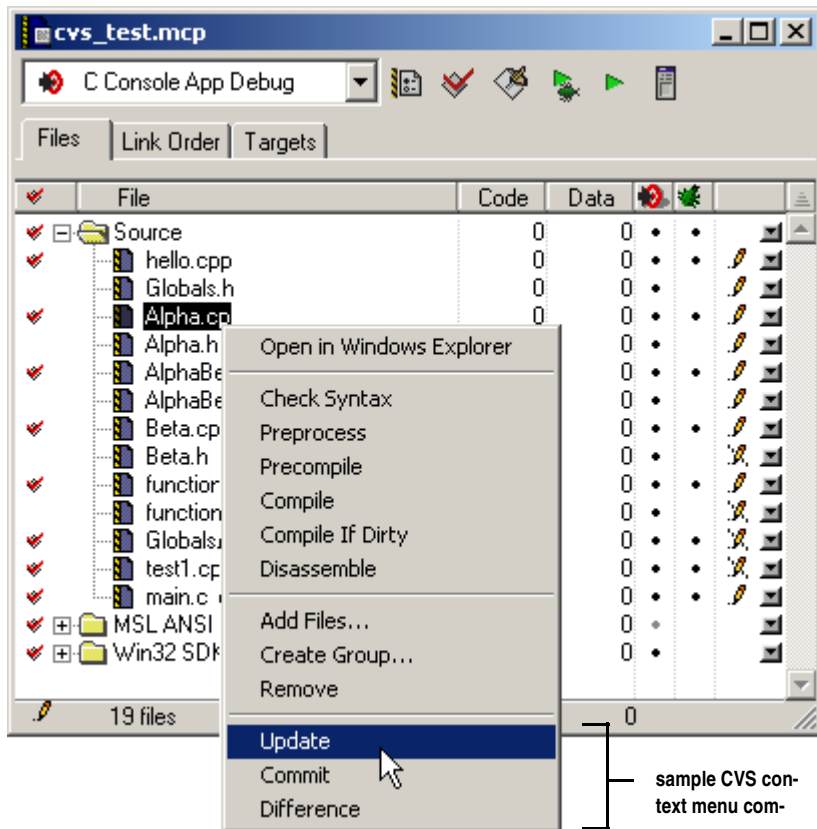 cvs_test.mcp
C Console App Debug
Files Link Order Targets
File Code Data
Source 0 0
hello.cpp 0 0
Globals.h 0 0
Alpha.cp 0 0
Alpha.h 0
AlphaBe 0
AlphaBe 0
Beta.cp 0
Beta.h 0
function 0
function 0
Globals. 0
test1.cp 0
main.c 0
MSL ANSI 0
Win32 SDK 0
19 files 0
Open in Windows Explorer
Check Syntax
Preprocess
Precompile
Compile
Compile If Dirty
Disassemble
Add Files...
Create Group...
Remove
Update
Commit
Difference
sample CVS con-
text menu com-